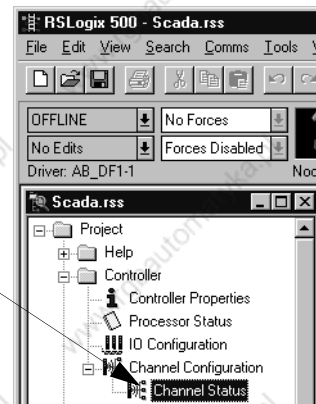 RSLogix 500 - Scada.rss
File Edit View Search Comms Tools
OFFLINE No Forces
No Edits Forces Disabled
Driver: AB_DF1-1
Scada.rss
Project
Help
Controller
Controller Properties
Processor Status
IO Configuration
Channel Configuration
Channel Status